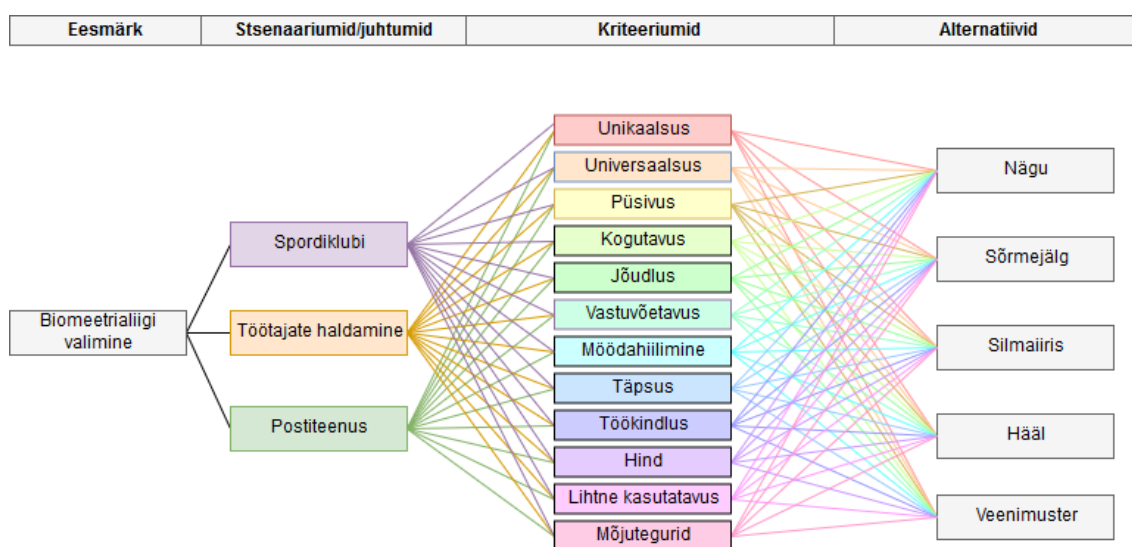 Eesmärk
Stsenaariumid/juhtumid
Kriteeriumid
Alternatiivid
Biomeetrialiigi
valimine
Spordiklubi
Töötajate haldamine
Postiteenus
Unikaalsus
Universaalsus
Püsivus
Kogutavus
Jõudlus
Vastuvõetavus
Möödahiilimine
Täpsus
Töökindlus
Hind
Lihtne kasutatavus
Mõjutegurid
Nägu
Sõrmejälg
Silmaiiris
Hääl
Veenimuster